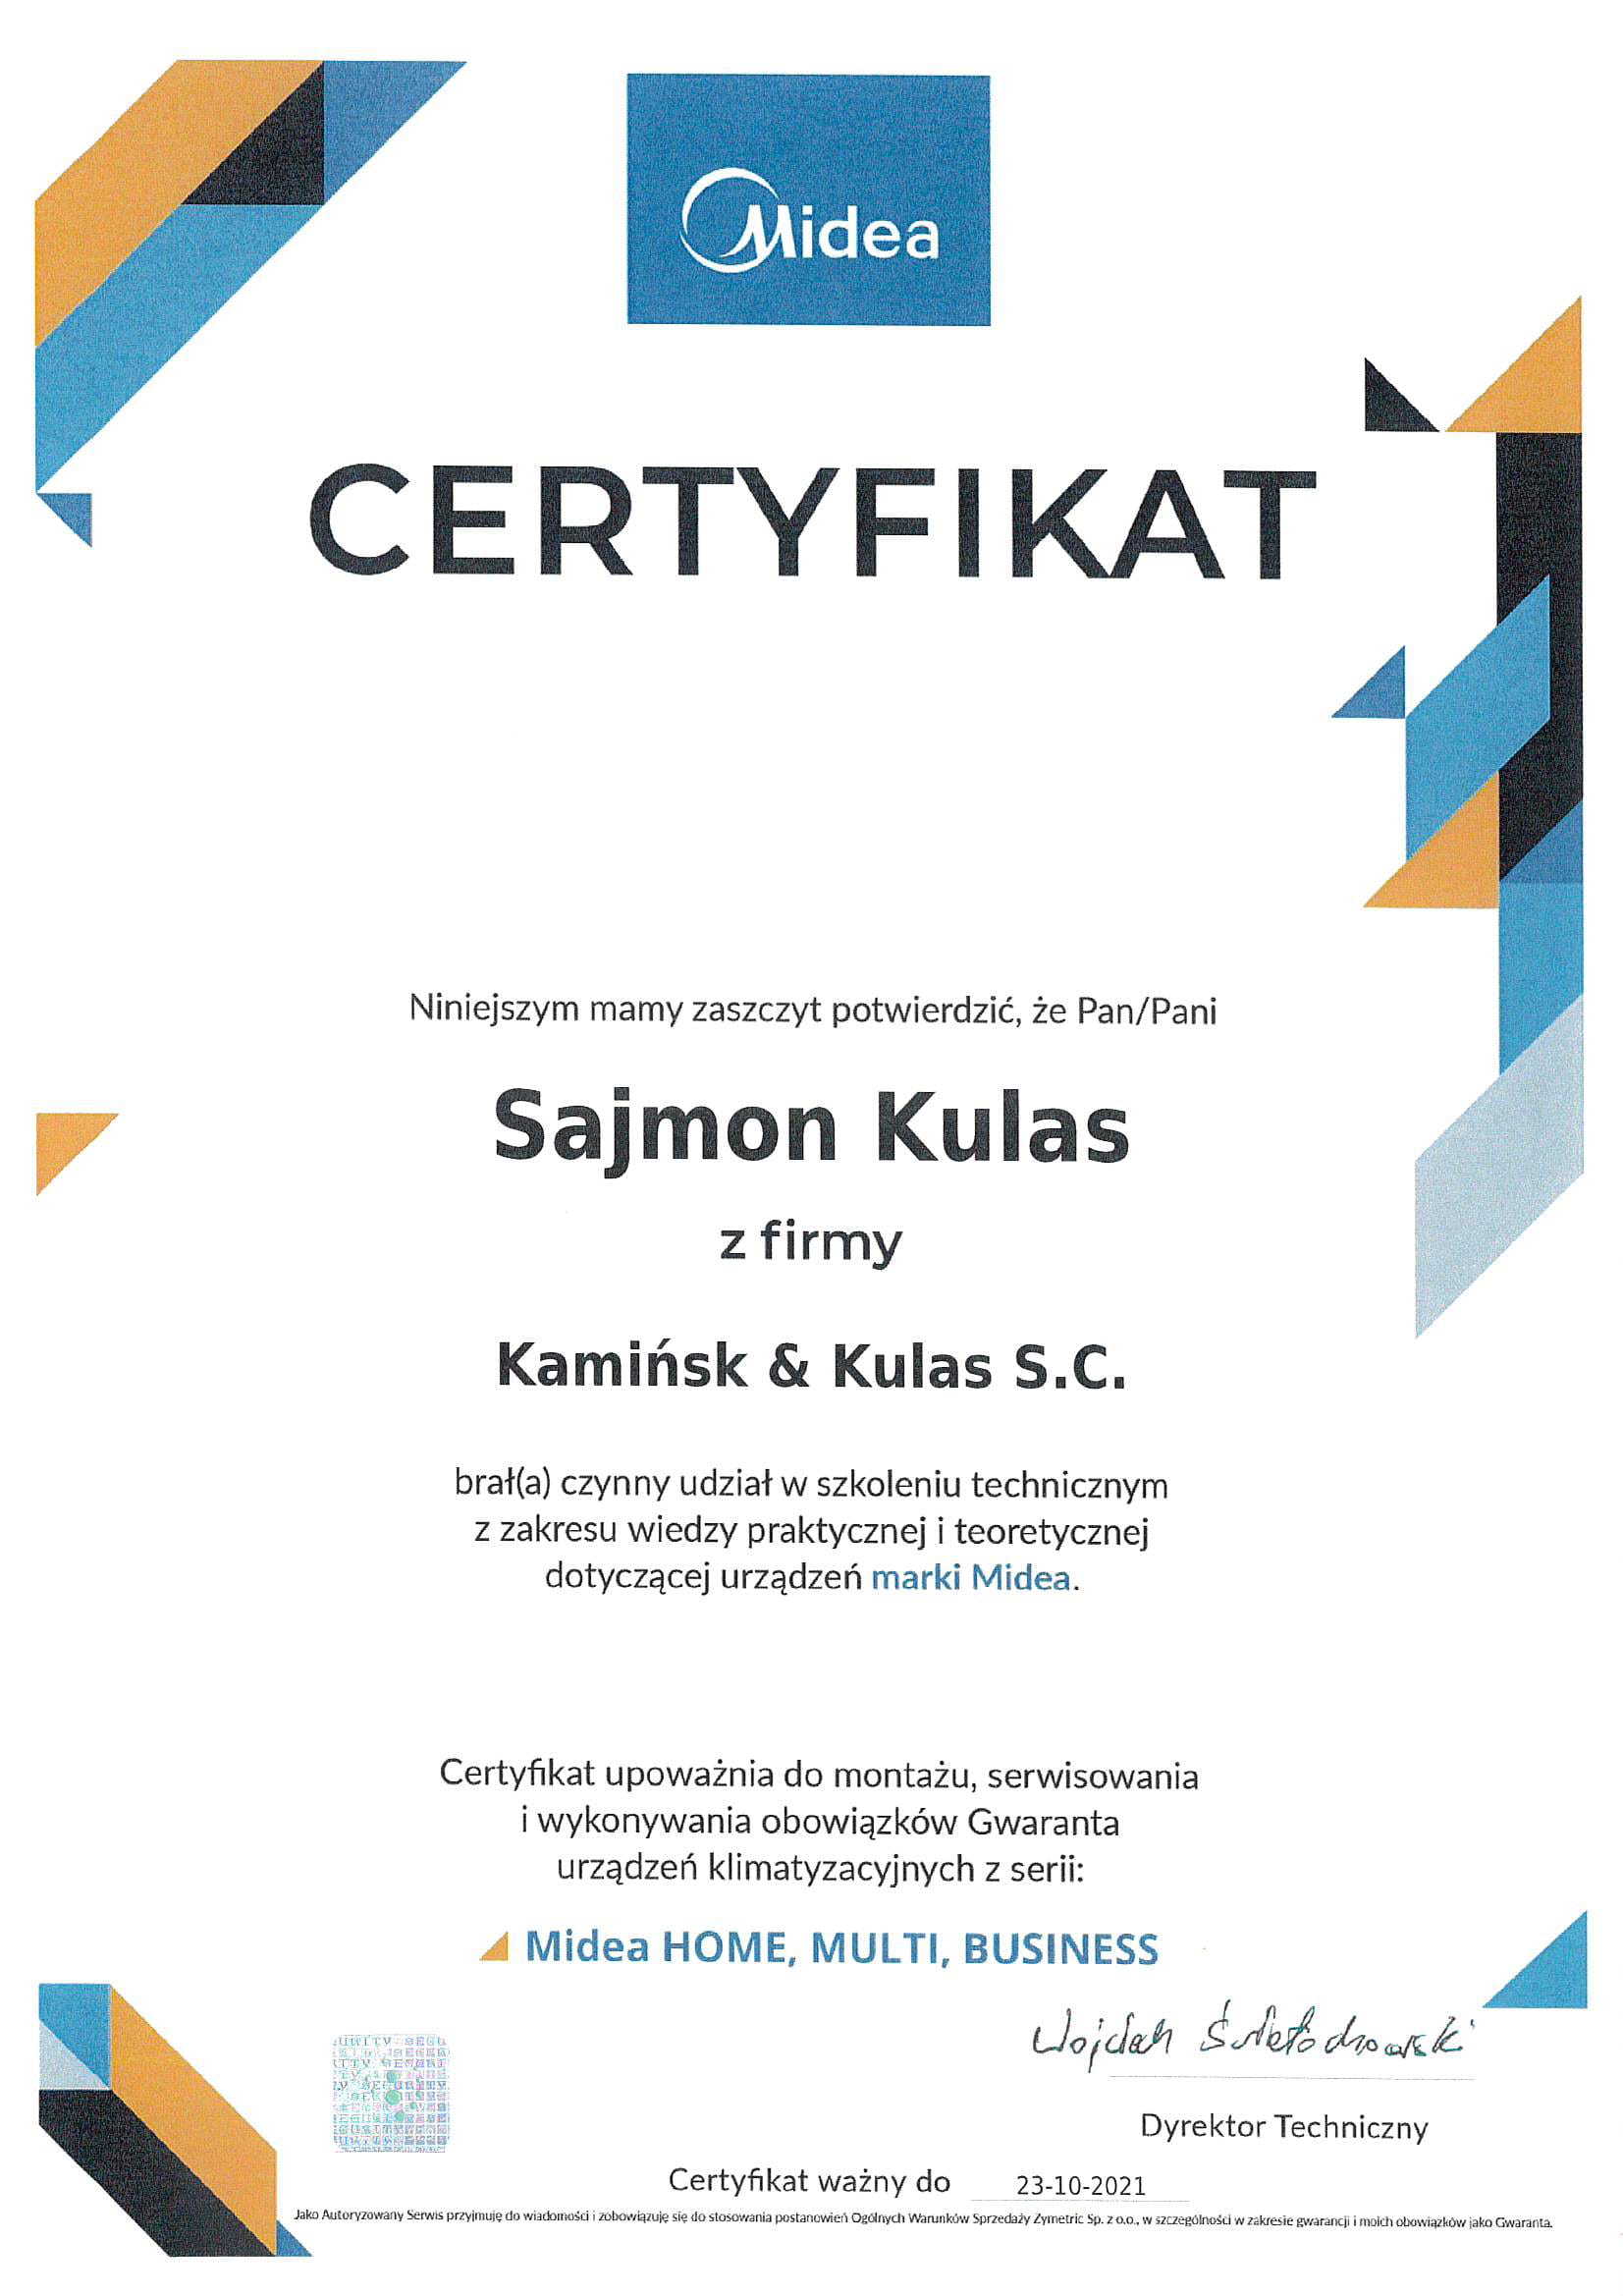 Midea
CERTYFIKAT
Niniejszym mamy zaszczyt potwierdzić, że Pan/Pani
Sajmon Kulas
z firmy
Kamińsk & Kulas S.C.
brał(a) czynny udział w szkoleniu technicznym
z zakresu wiedzy praktycznej i teoretycznej
dotyczącej urządzeń marki Midea.
Certyfikat upoważnia do montażu, serwisowania
i wykonywania obowiązków Gwaranta
urządzeń klimatyzacyjnych z serii:
Midea HOME, MULTI, BUSINESS
Dyrektor Techniczny
Certyfikat ważny do 23-10-2021
Jako Autoryzowany Serwis przyjmuję do wiadomości i zobowiązuję się do stosowania postanowień Ogólnych Warunków Sprzedaży Zymetric Sp. z o.o., w szczególności w zakresie gwarancji i moich obowiązków jako Gwaranta.